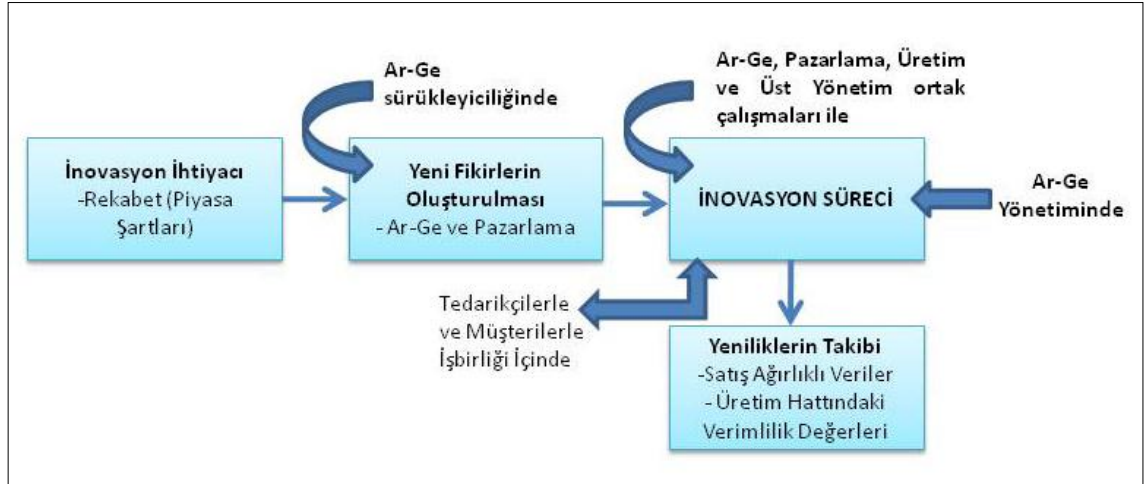 Ar-Ge
sürükleyiciliğinde
Ar-Ge, Pazarlama, Üretim
ve Üst Yönetim ortak
çalışmaları ile
İnovasyon İhtiyacı
-Rekabet (Piyasa
Şartları)
Yeni Fikirlerin
Oluşturulması
- Ar-Ge ve Pazarlama
İNOVASYON SÜRECİ
Ar-Ge
Yönetiminde
Tedarikçilerle
ve Müşterilerle
İşbirliği İçinde
Yeniliklerin Takibi
-Satış Ağırlıklı Veriler
- Üretim Hattındaki
Verimlilik Değerleri